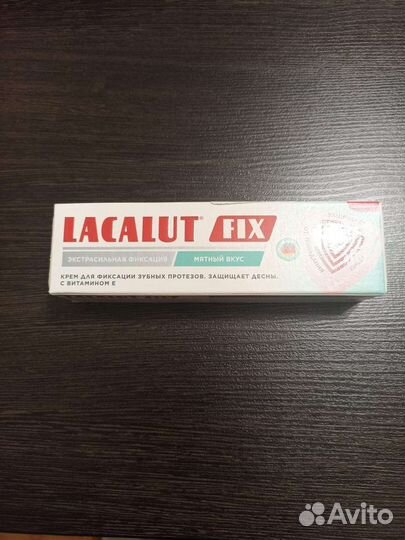 LACALUT® FIX
ЭКСТРАСИЛЬНАЯ ФИКСАЦИЯ МЯТНЫЙ ВКУС
КРЕМ ДЛЯ ФИКСАЦИИ ЗУБНЫХ ПРОТЕЗОВ. ЗАЩИЩАЕТ ДЕСНЫ.
С ВИТАМИНОМ Е
Avito